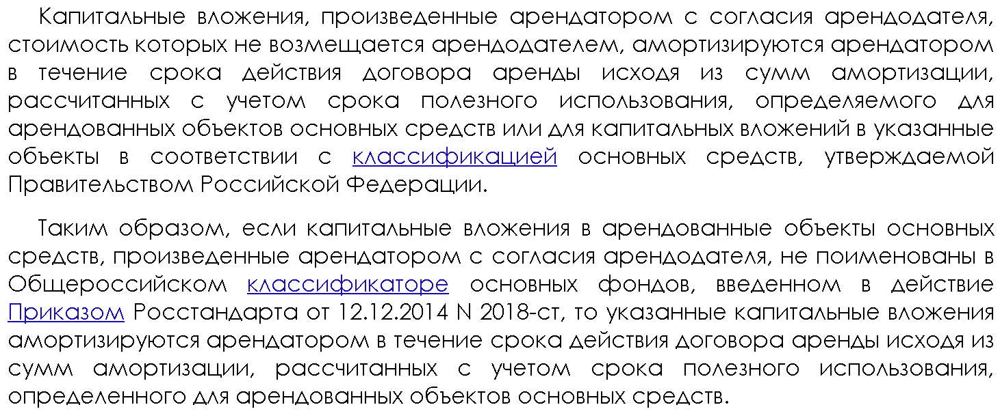 Капитальные вложения, произведенные арендатором с согласия арендодателя,
стоимость которых не возмещается арендодателем, амортизируются арендатором
в течение срока действия договора аренды исходя из сумм амортизации,
рассчитанных с учетом срока полезного использования, определяемого для
арендованных объектов основных средств или для капитальных вложений в указанные
объекты в соответствии с классификацией основных средств, утверждаемой
Правительством Российской Федерации.
Таким образом, если капитальные вложения в арендованные объекты основных
средств, произведенные арендатором с согласия арендодателя, не поименованы в
Общероссийском классификаторе основных фондов, введенном в действие
Приказом Росстандарта от 12.12.2014 N 2018-ст, то указанные капитальные вложения
амортизируются арендатором в течение срока действия договора аренды исходя из
сумм амортизации, рассчитанных с учетом срока полезного использования,
определенного для арендованных объектов основных средств.